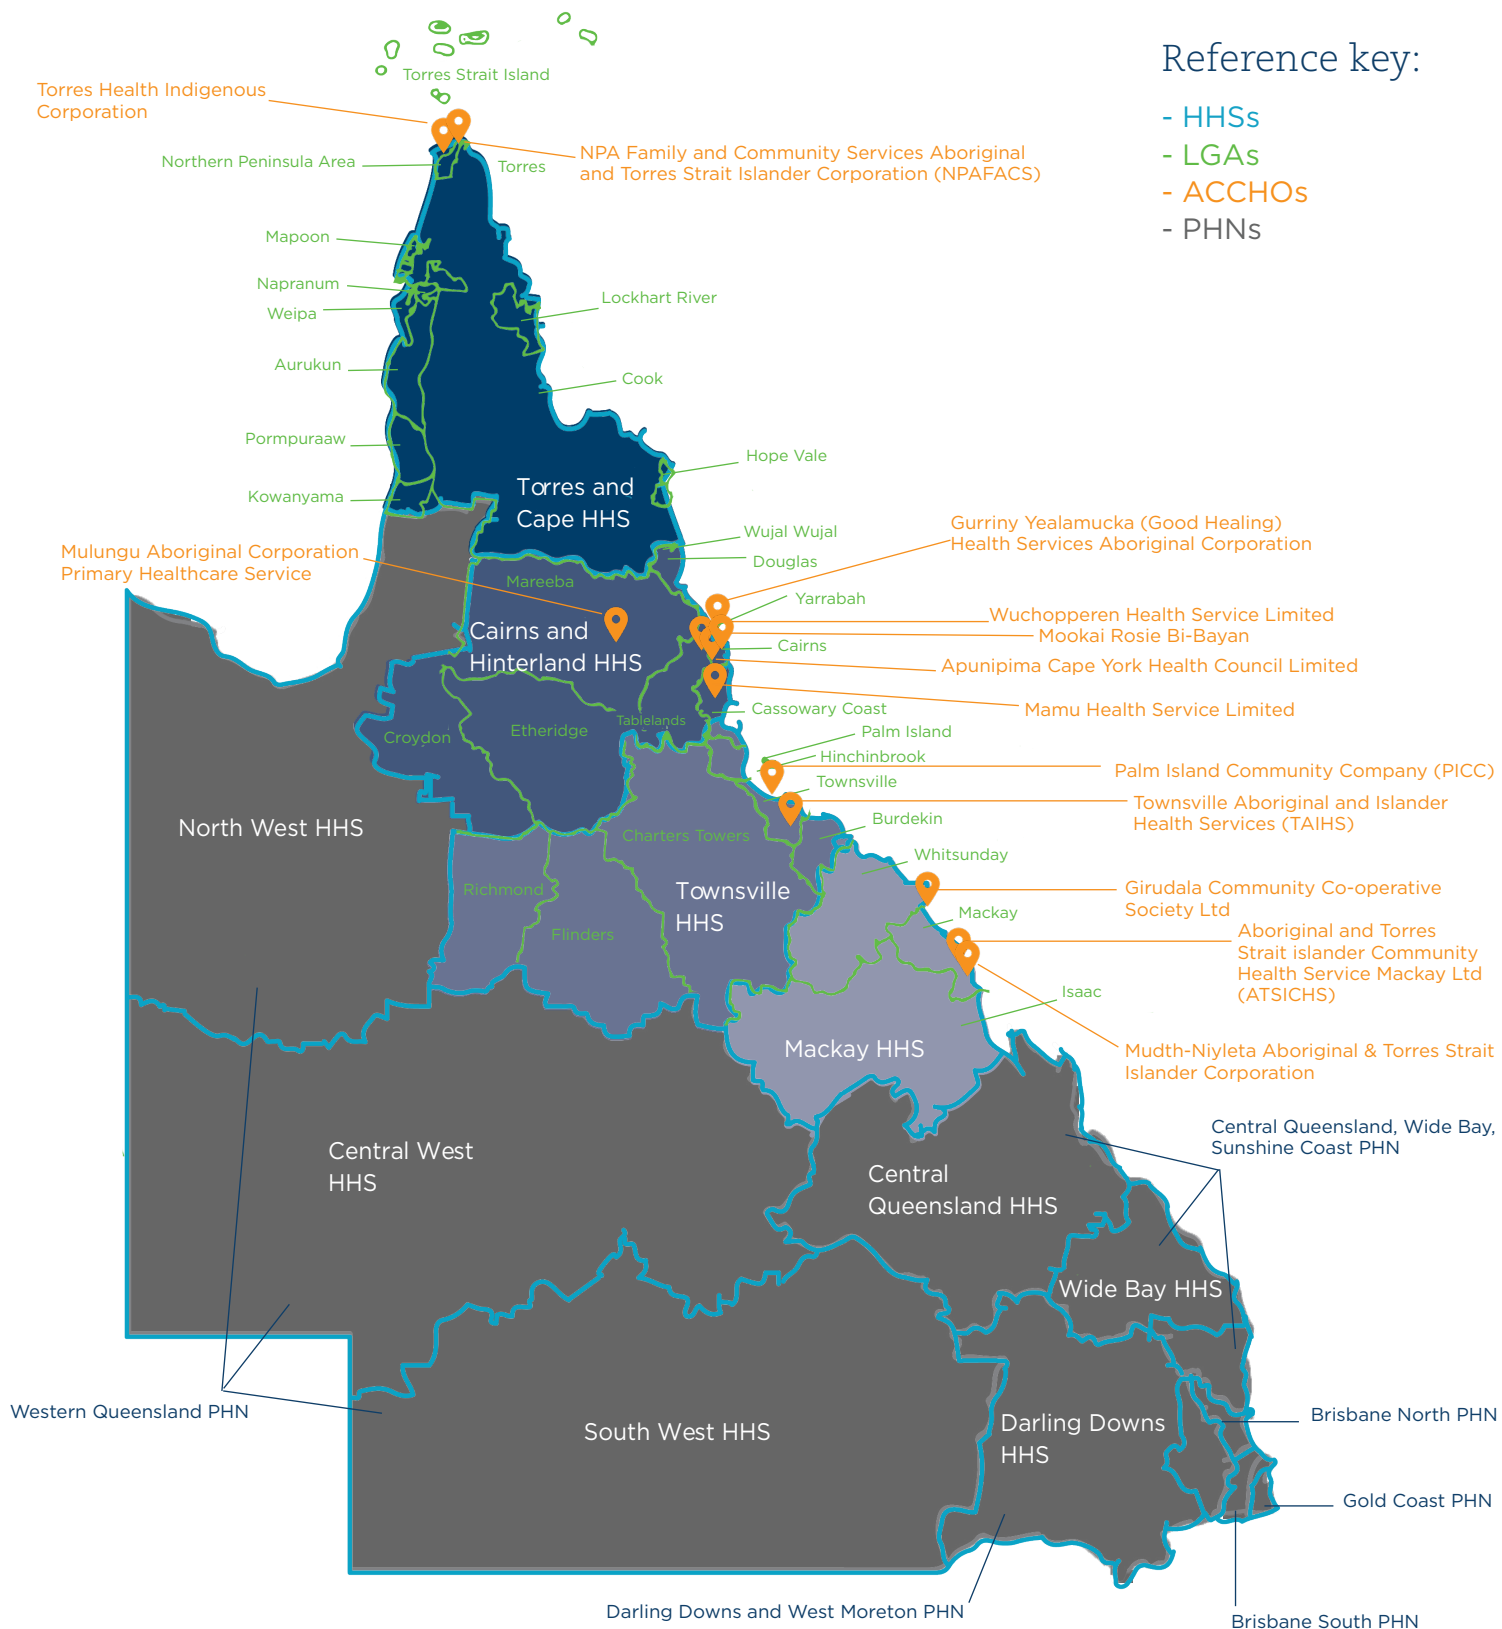 Reference key:
- HHSs
- LGAs
- ACCHOs
- PHNs
Torres Strait Island
Torres Health Indigenous
Corporation
Northern Peninsula Area
Torres
NPA Family and Community Services Aboriginal
and Torres Strait Islander Corporation (NPAFACS)
Mapoon
Napranum
Weipa
Lockhart River
Aurukun
Cook
Pormpuraaw
Hope Vale
Kowanyama
Torres and
Cape HHS
Wujal Wujal
Douglas
Gurriny Yealamucka (Good Healing)
Health Services Aboriginal Corporation
Mulungu Aboriginal Corporation
Primary Healthcare Service
Mareeba
Yarrabah
Wuchopperen Health Service Limited
Mookai Rosie Bi-Bayan
Cairns and
Hinterland HHS
Cairns
Apunipima Cape York Health Council Limited
Mamu Health Service Limited
Cassowary Coast
Tablelands
Etheridge
Croydon
Palm Island
Hinchinbrook
Palm Island Community Company (PICC)
Townsville
Townsville Aboriginal and Islander
Health Services (TAIHS)
North West HHS
Charters Towers
Burdekin
Whitsunday
Richmond
Townsville
HHS
Girudala Community Co-operative
Society Ltd
Flinders
Mackay
Aboriginal and Torres
Strait islander Community
Health Service Mackay Ltd
(ATSICHS)
Isaac
Mackay HHS
Mudth-Niyleta Aboriginal & Torres Strait
Islander Corporation
Central Queensland, Wide Bay,
Sunshine Coast PHN
Central West
HHS
Central
Queensland HHS
Wide Bay HHS
Western Queensland PHN
South West HHS
Darling Downs
HHS
Brisbane North PHN
Gold Coast PHN
Darling Downs and West Moreton PHN
Brisbane South PHN